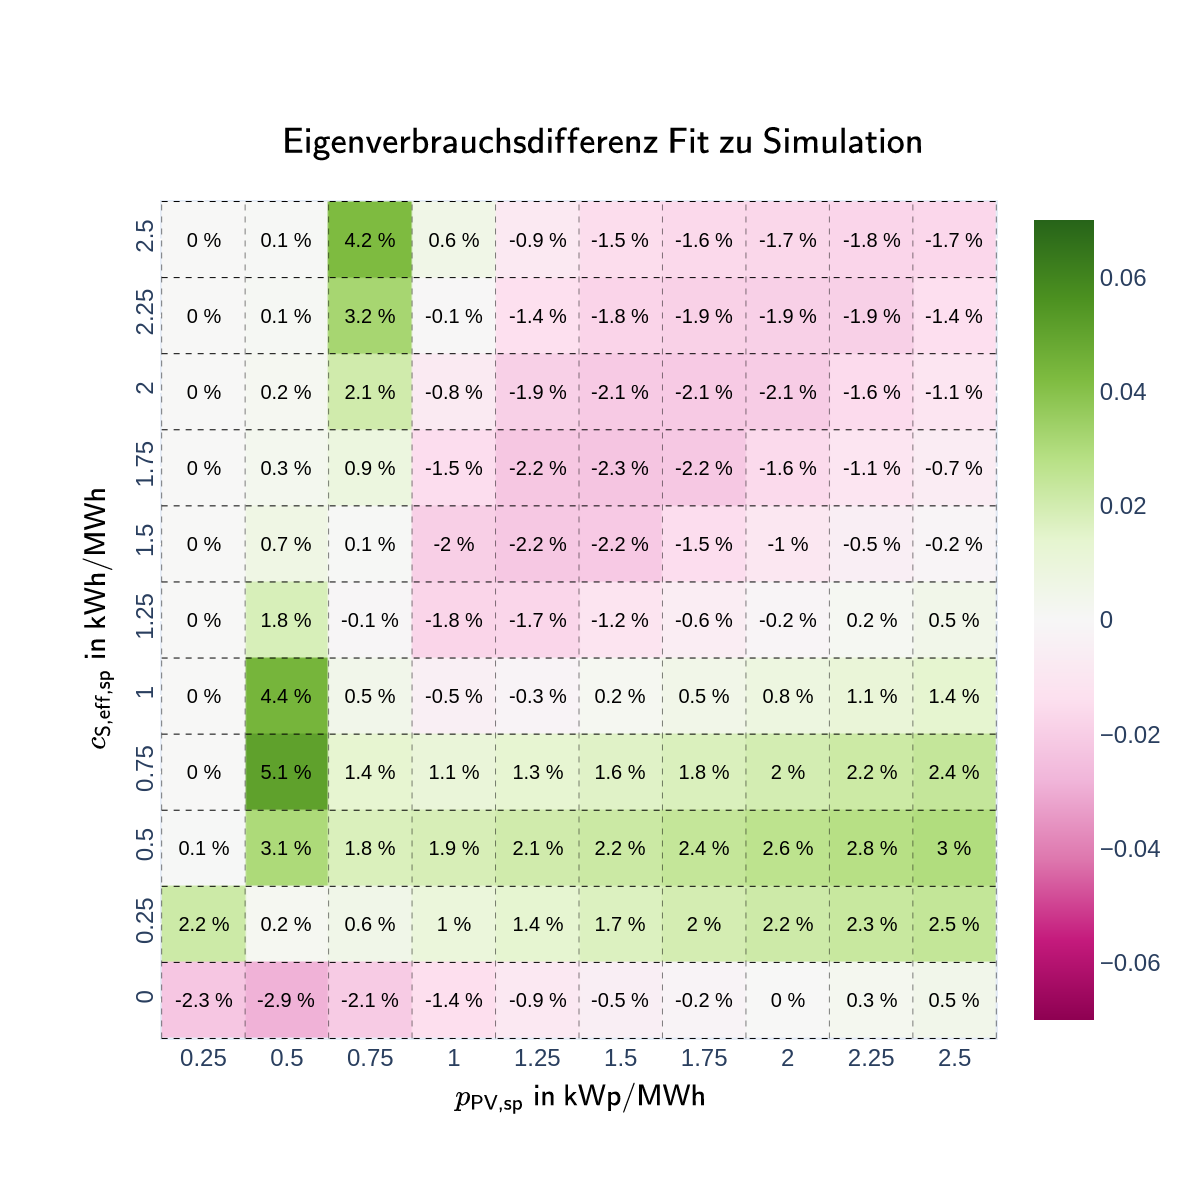 Eigenverbrauchsdifferenz Fit zu Simulation
2.5 0 % 0.1 % 4.2 % 0.6 % -0.9 % -1.5 % -1.6 % -1.7 % -1.8 % -1.7 %
2.25 0 % 0.1 % 3.2 % -0.1 % -1.4 % -1.8 % -1.9 % -1.9 % -1.9 % -1.4 %
2 0 % 0.2 % 2.1 % -0.8 % -1.9 % -2.1 % -2.1 % -2.1 % -1.6 % -1.1 %
1.75 0 % 0.3 % 0.9 % -1.5 % -2.2 % -2.3 % -2.2 % -1.6 % -1.1 % -0.7 %
1.5 0 % 0.7 % 0.1 % -2 % -2.2 % -2.2 % -1.5 % -1 % -0.5 % -0.2 %
1.25 0 % 1.8 % -0.1 % -1.8 % -1.7 % -1.2 % -0.6 % -0.2 % 0.2 % 0.5 %
1 0 % 4.4 % 0.5 % -0.5 % -0.3 % 0.2 % 0.5 % 0.8 % 1.1 % 1.4 %
0.75 0 % 5.1 % 1.4 % 1.1 % 1.3 % 1.6 % 1.8 % 2 % 2.2 % 2.4 %
0.5 0.1 % 3.1 % 1.8 % 1.9 % 2.1 % 2.2 % 2.4 % 2.6 % 2.8 % 3 %
0.25 2.2 % 0.2 % 0.6 % 1 % 1.4 % 1.7 % 2 % 2.2 % 2.3 % 2.5 %
0 -2.3 % -2.9 % -2.1 % -1.4 % -0.9 % -0.5 % -0.2 % 0 % 0.3 % 0.5 %
0.25 0.5 0.75 1 1.25 1.5 1.75 2 2.25 2.5
p PV,sp in kWp/MWh
c S,eff,sp in kWh/MWh
0.06
0.04
0.02
0
−0.02
−0.04
−0.06